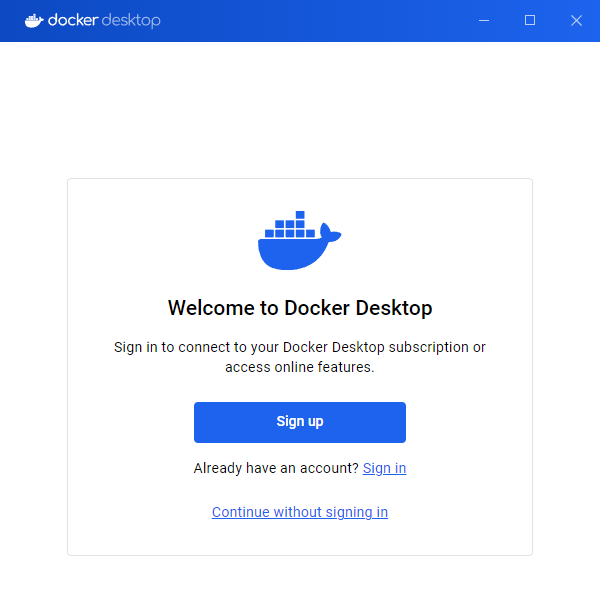 docker desktop
Welcome to Docker Desktop
Sign in to connect to your Docker Desktop subscription or
access online features.
Sign up
Already have an account? Sign in
Continue without signing in